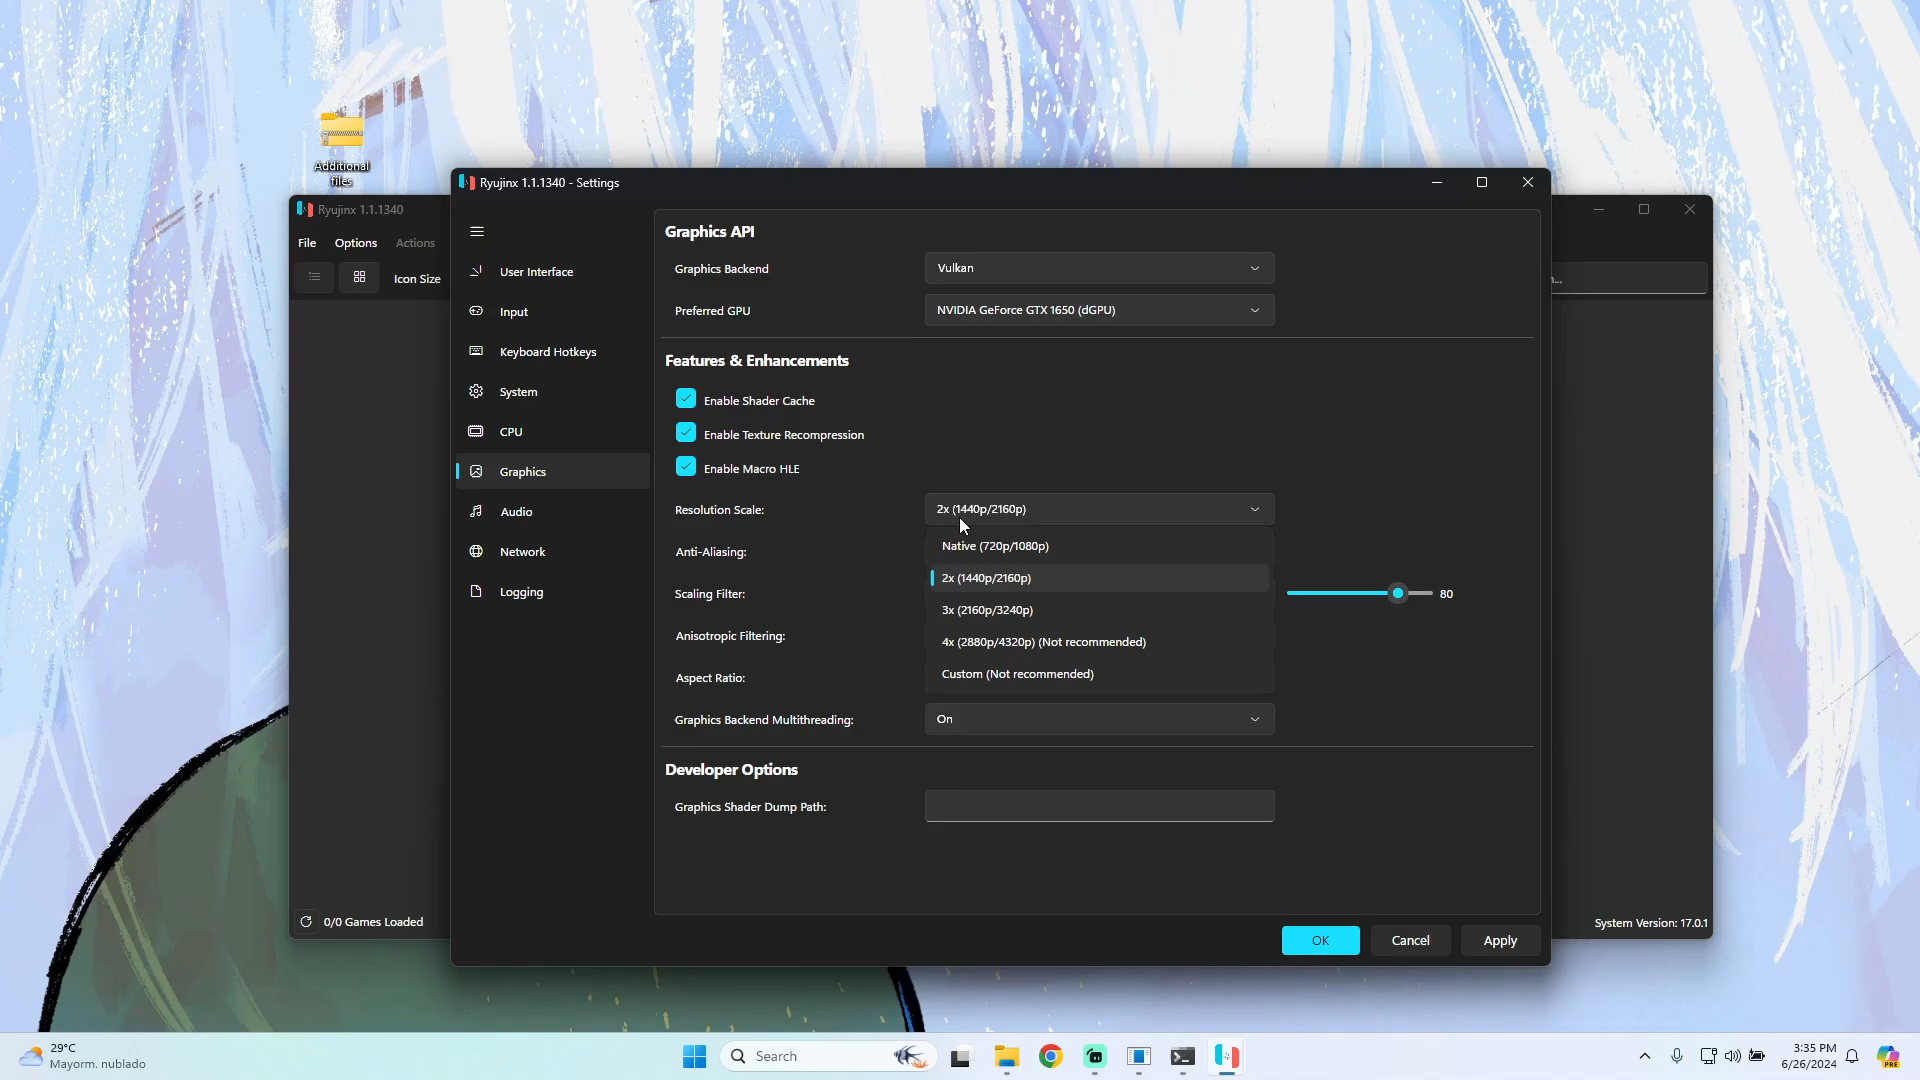 Additional
files
Ryujinx 1.1.1340 - Settings
Ryujinx 1.1.1340
File
Options
Actions
Icon Size
n...
User Interface
Input
Keyboard Hotkeys
System
CPU
Graphics
Audio
Network
Logging
Graphics API
Graphics Backend
Vulkan
Preferred GPU
NVIDIA GeForce GTX 1650 (dGPU)
Features & Enhancements
Enable Shader Cache
Enable Texture Recompression
Enable Macro HLE
Resolution Scale:
2x (1440p/2160p)
Native (720p/1080p)
2x (1440p/2160p)
3x (2160p/3240p)
4x (2880p/4320p) (Not recommended)
Custom (Not recommended)
Anti-Aliasing:
Scaling Filter:
80
Anisotropic Filtering:
Aspect Ratio:
Graphics Backend Multithreading:
On
Developer Options
Graphics Shader Dump Path:
0/0 Games Loaded
System Version: 17.0.1
OK
Cancel
Apply
29°C
Mayorm. nublado
Search
3:35 PM
6/26/2024
PRE